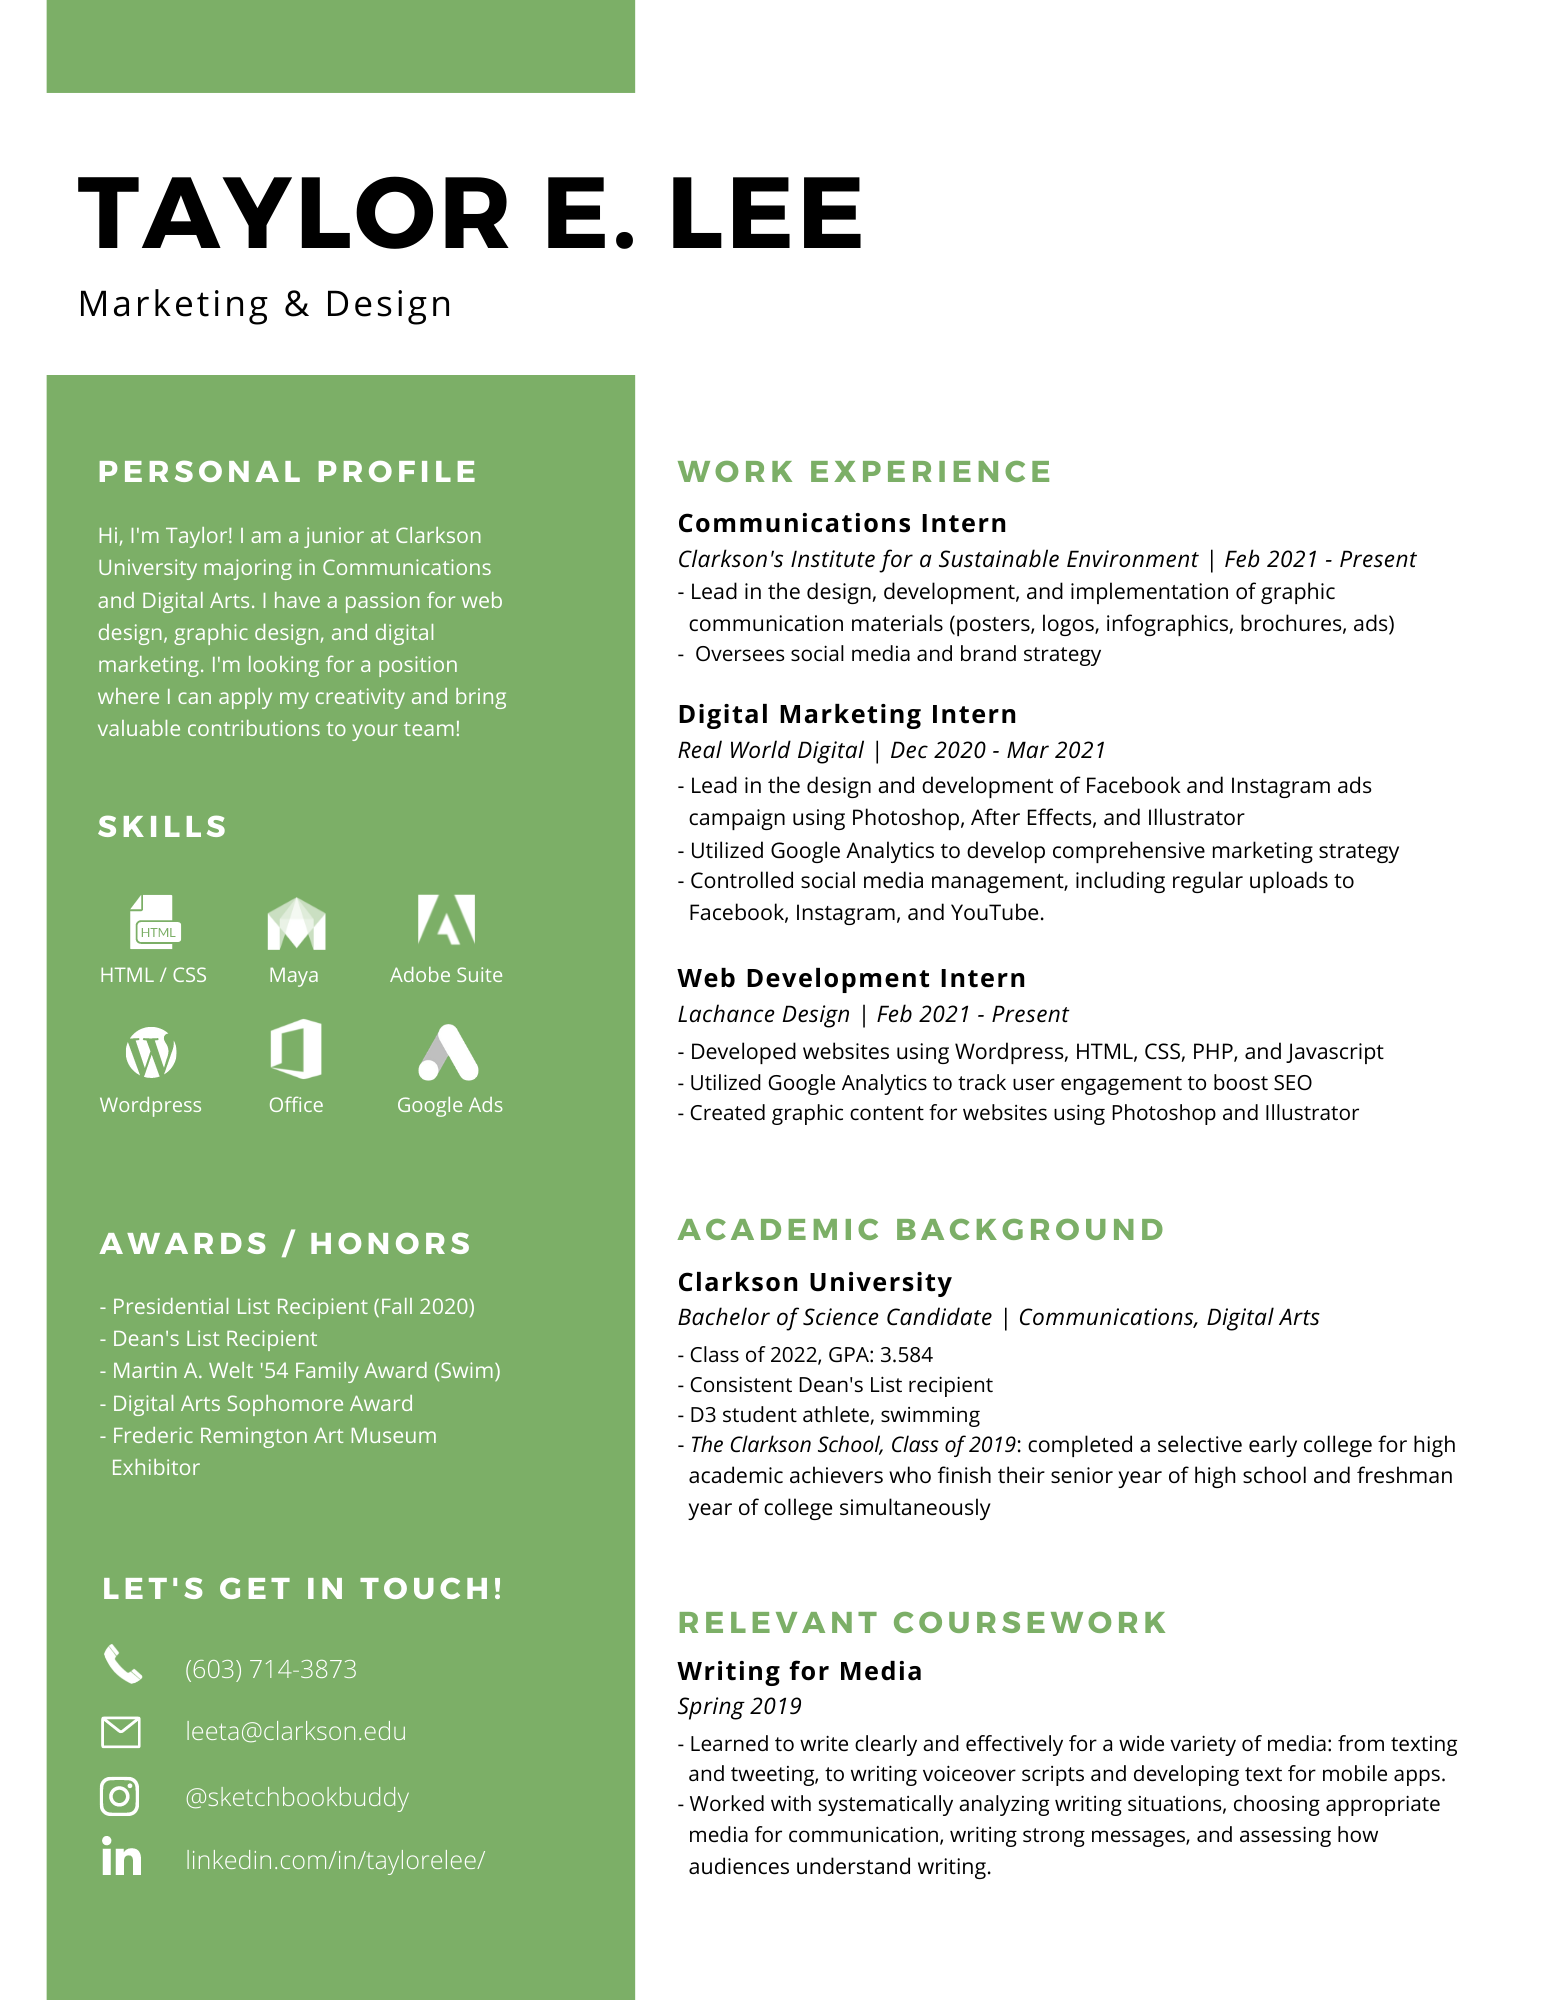 TAYLOR E. LEE
Marketing & Design
PERSONAL PROFILE
Hi, I'm Taylor! I am a junior at Clarkson
University majoring in Communications
and Digital Arts. I have a passion for web
design, graphic design, and digital
marketing. I'm looking for a position
where I can apply my creativity and bring
valuable contributions to your team!
SKILLS
HTML
HTML / CSS
Maya
Adobe Suite
Wordpress
Office
Google Ads
AWARDS / HONORS
- Presidential List Recipient (Fall 2020)
- Dean's List Recipient
- Martin A. Welt '54 Family Award (Swim)
- Digital Arts Sophomore Award
- Frederic Remington Art Museum
Exhibitor
LET'S GET IN TOUCH!
(603) 714-3873
leeta@clarkson.edu
@sketchbookbuddy
linkedin.com/in/taylorelee/
WORK EXPERIENCE
Communications Intern
Clarkson's Institute for a Sustainable Environment | Feb 2021 - Present
- Lead in the design, development, and implementation of graphic
communication materials (posters, logos, infographics, brochures, ads)
- Oversees social media and brand strategy
Digital Marketing Intern
Real World Digital | Dec 2020 - Mar 2021
- Lead in the design and development of Facebook and Instagram ads
campaign using Photoshop, After Effects, and Illustrator
- Utilized Google Analytics to develop comprehensive marketing strategy
- Controlled social media management, including regular uploads to
Facebook, Instagram, and YouTube.
Web Development Intern
Lachance Design | Feb 2021 - Present
- Developed websites using Wordpress, HTML, CSS, PHP, and Javascript
- Utilized Google Analytics to track user engagement to boost SEO
- Created graphic content for websites using Photoshop and Illustrator
ACADEMIC BACKGROUND
Clarkson University
Bachelor of Science Candidate | Communications, Digital Arts
- Class of 2022, GPA: 3.584
- Consistent Dean's List recipient
- D3 student athlete, swimming
- The Clarkson School, Class of 2019: completed a selective early college for high
academic achievers who finish their senior year of high school and freshman
year of college simultaneously
RELEVANT COURSEWORK
Writing for Media
Spring 2019
- Learned to write clearly and effectively for a wide variety of media: from texting
and tweeting, to writing voiceover scripts and developing text for mobile apps.
- Worked with systematically analyzing writing situations, choosing appropriate
media for communication, writing strong messages, and assessing how
audiences understand writing.